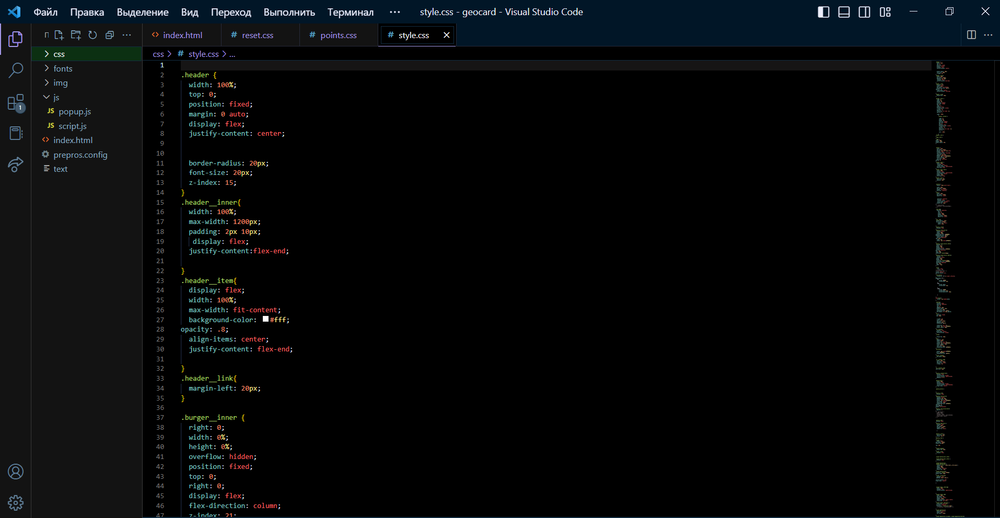 Файл Правка Выделение Вид Переход Выполнить Терминал ··· style.css - geocard - Visual Studio Code
П ··· <> index.html # reset.css # points.css # style.css
css > # style.css > ...
css
fonts
img
js
JS popup.js
JS script.js
<> index.html
prepros.config
text
1
1
2 .header {
3 width: 100%;
4 top: 0;
5 position: fixed;
6 margin: 0 auto;
7 display: flex;
8 justify-content: center;
9
10
11 border-radius: 20px;
12 font-size: 20px;
13 z-index: 15;
14 }
15 .header__inner{
16 width: 100%;
17 max-width: 1200px;
18 padding: 2px 10px;
19 display: flex;
20 justify-content:flex-end;
21
22 }
23 .header__item{
24 display: flex;
25 width: 100%;
26 max-width: fit-content;
27 background-color: #fff;
28 opacity: .8;
29 align-items: center;
30 justify-content: flex-end;
31
32 }
33 .header__link{
34 margin-left: 20px;
35 }
36
37 .burger__inner {
38 right: 0;
39 width: 0%;
40 height: 0%;
41 overflow: hidden;
42 position: fixed;
43 top: 0;
44 right: 0;
45 display: flex;
46 flex-direction: column;
47 z-index: 21;